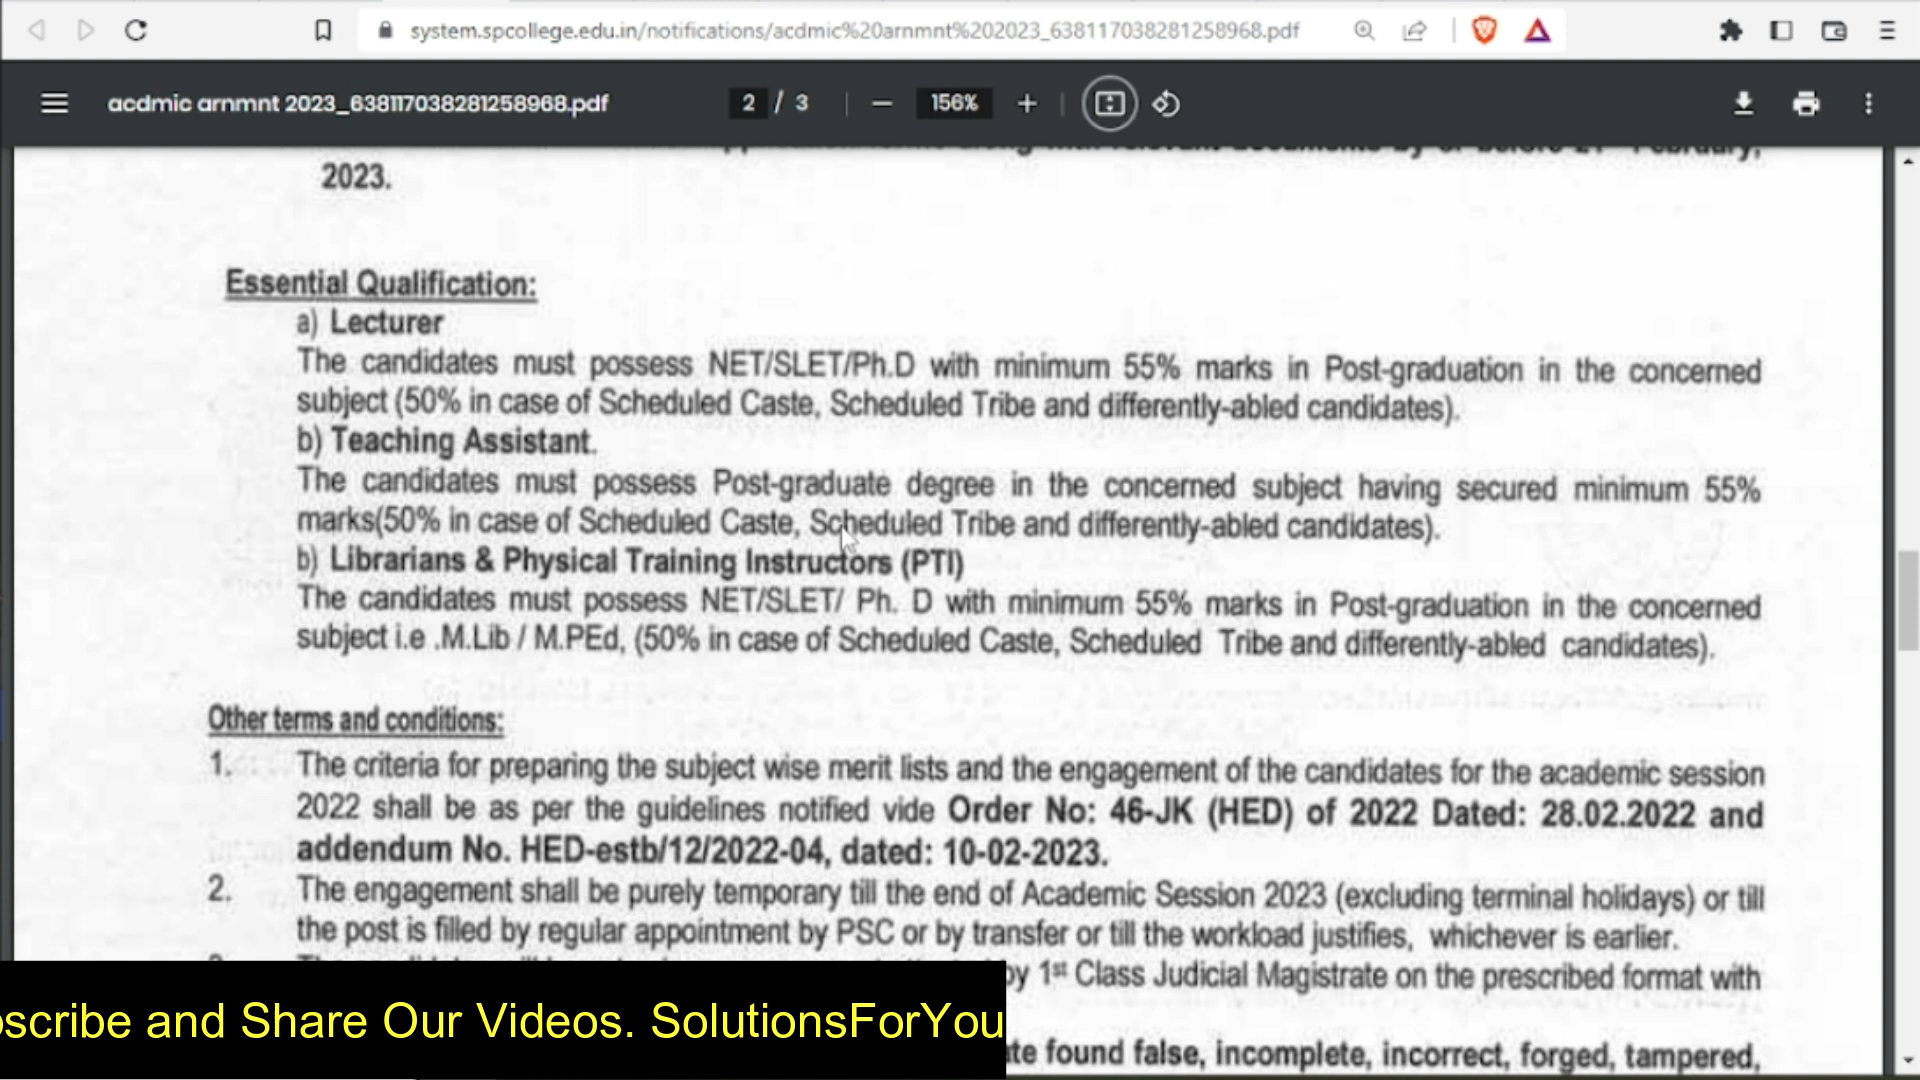 system.spcollege.edu.in/notifications/acdmic%20arnmnt%202023_638117038281258968.pdf
acdmic arnmnt 2023_638117038281258968.pdf
2 / 3
156%
2023.
Essential Qualification:
a) Lecturer
The candidates must possess NET/SLET/Ph.D with minimum 55% marks in Post-graduation in the concerned
subject (50% in case of Scheduled Caste, Scheduled Tribe and differently-abled candidates).
b) Teaching Assistant.
The candidates must possess Post-graduate degree in the concerned subject having secured minimum 55%
marks(50% in case of Scheduled Caste, Scheduled Tribe and differently-abled candidates).
b) Librarians & Physical Training Instructors (PTI)
The candidates must possess NET/SLET/ Ph. D with minimum 55% marks in Post-graduation in the concerned
subject i.e .M.Lib / M.PEd, (50% in case of Scheduled Caste, Scheduled Tribe and differently-abled candidates).
Other terms and conditions:
1. The criteria for preparing the subject wise merit lists and the engagement of the candidates for the academic session
2022 shall be as per the guidelines notified vide Order No: 46-JK (HED) of 2022 Dated: 28.02.2022 and
addendum No. HED-estb/12/2022-04, dated: 10-02-2023.
2. The engagement shall be purely temporary till the end of Academic Session 2023 (excluding terminal holidays) or till
the post is filled by regular appointment by PSC or by transfer or till the workload justifies, whichever is earlier.
by 1st Class Judicial Magistrate on the prescribed format with
found false, incomplete, incorrect, forged, tampered,
scribe and Share Our Videos. SolutionsForYou